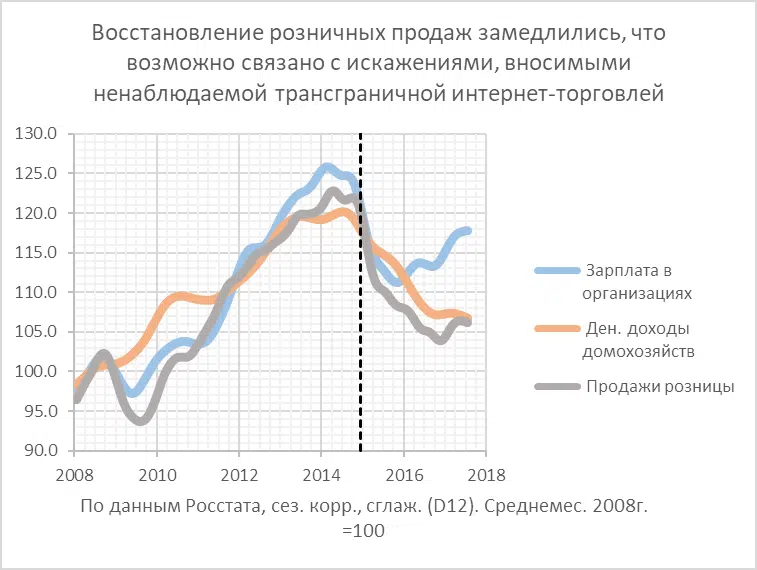 Восстановление розничных продаж замедлились, что
возможно связано с искажениями, вносимыми
ненаблюдаемой трансграничной интернет-торговлей
130.0
125.0
120.0
115.0
110.0
105.0
100.0
95.0
90.0
2008
2010
2012
2014
2016
2018
Зарплата в
организациях
Ден. доходы
домохозяйств
Продажи розницы
По данным Росстата, сез. корр., сглаж. (D12). Среднемес. 2008г.
=100